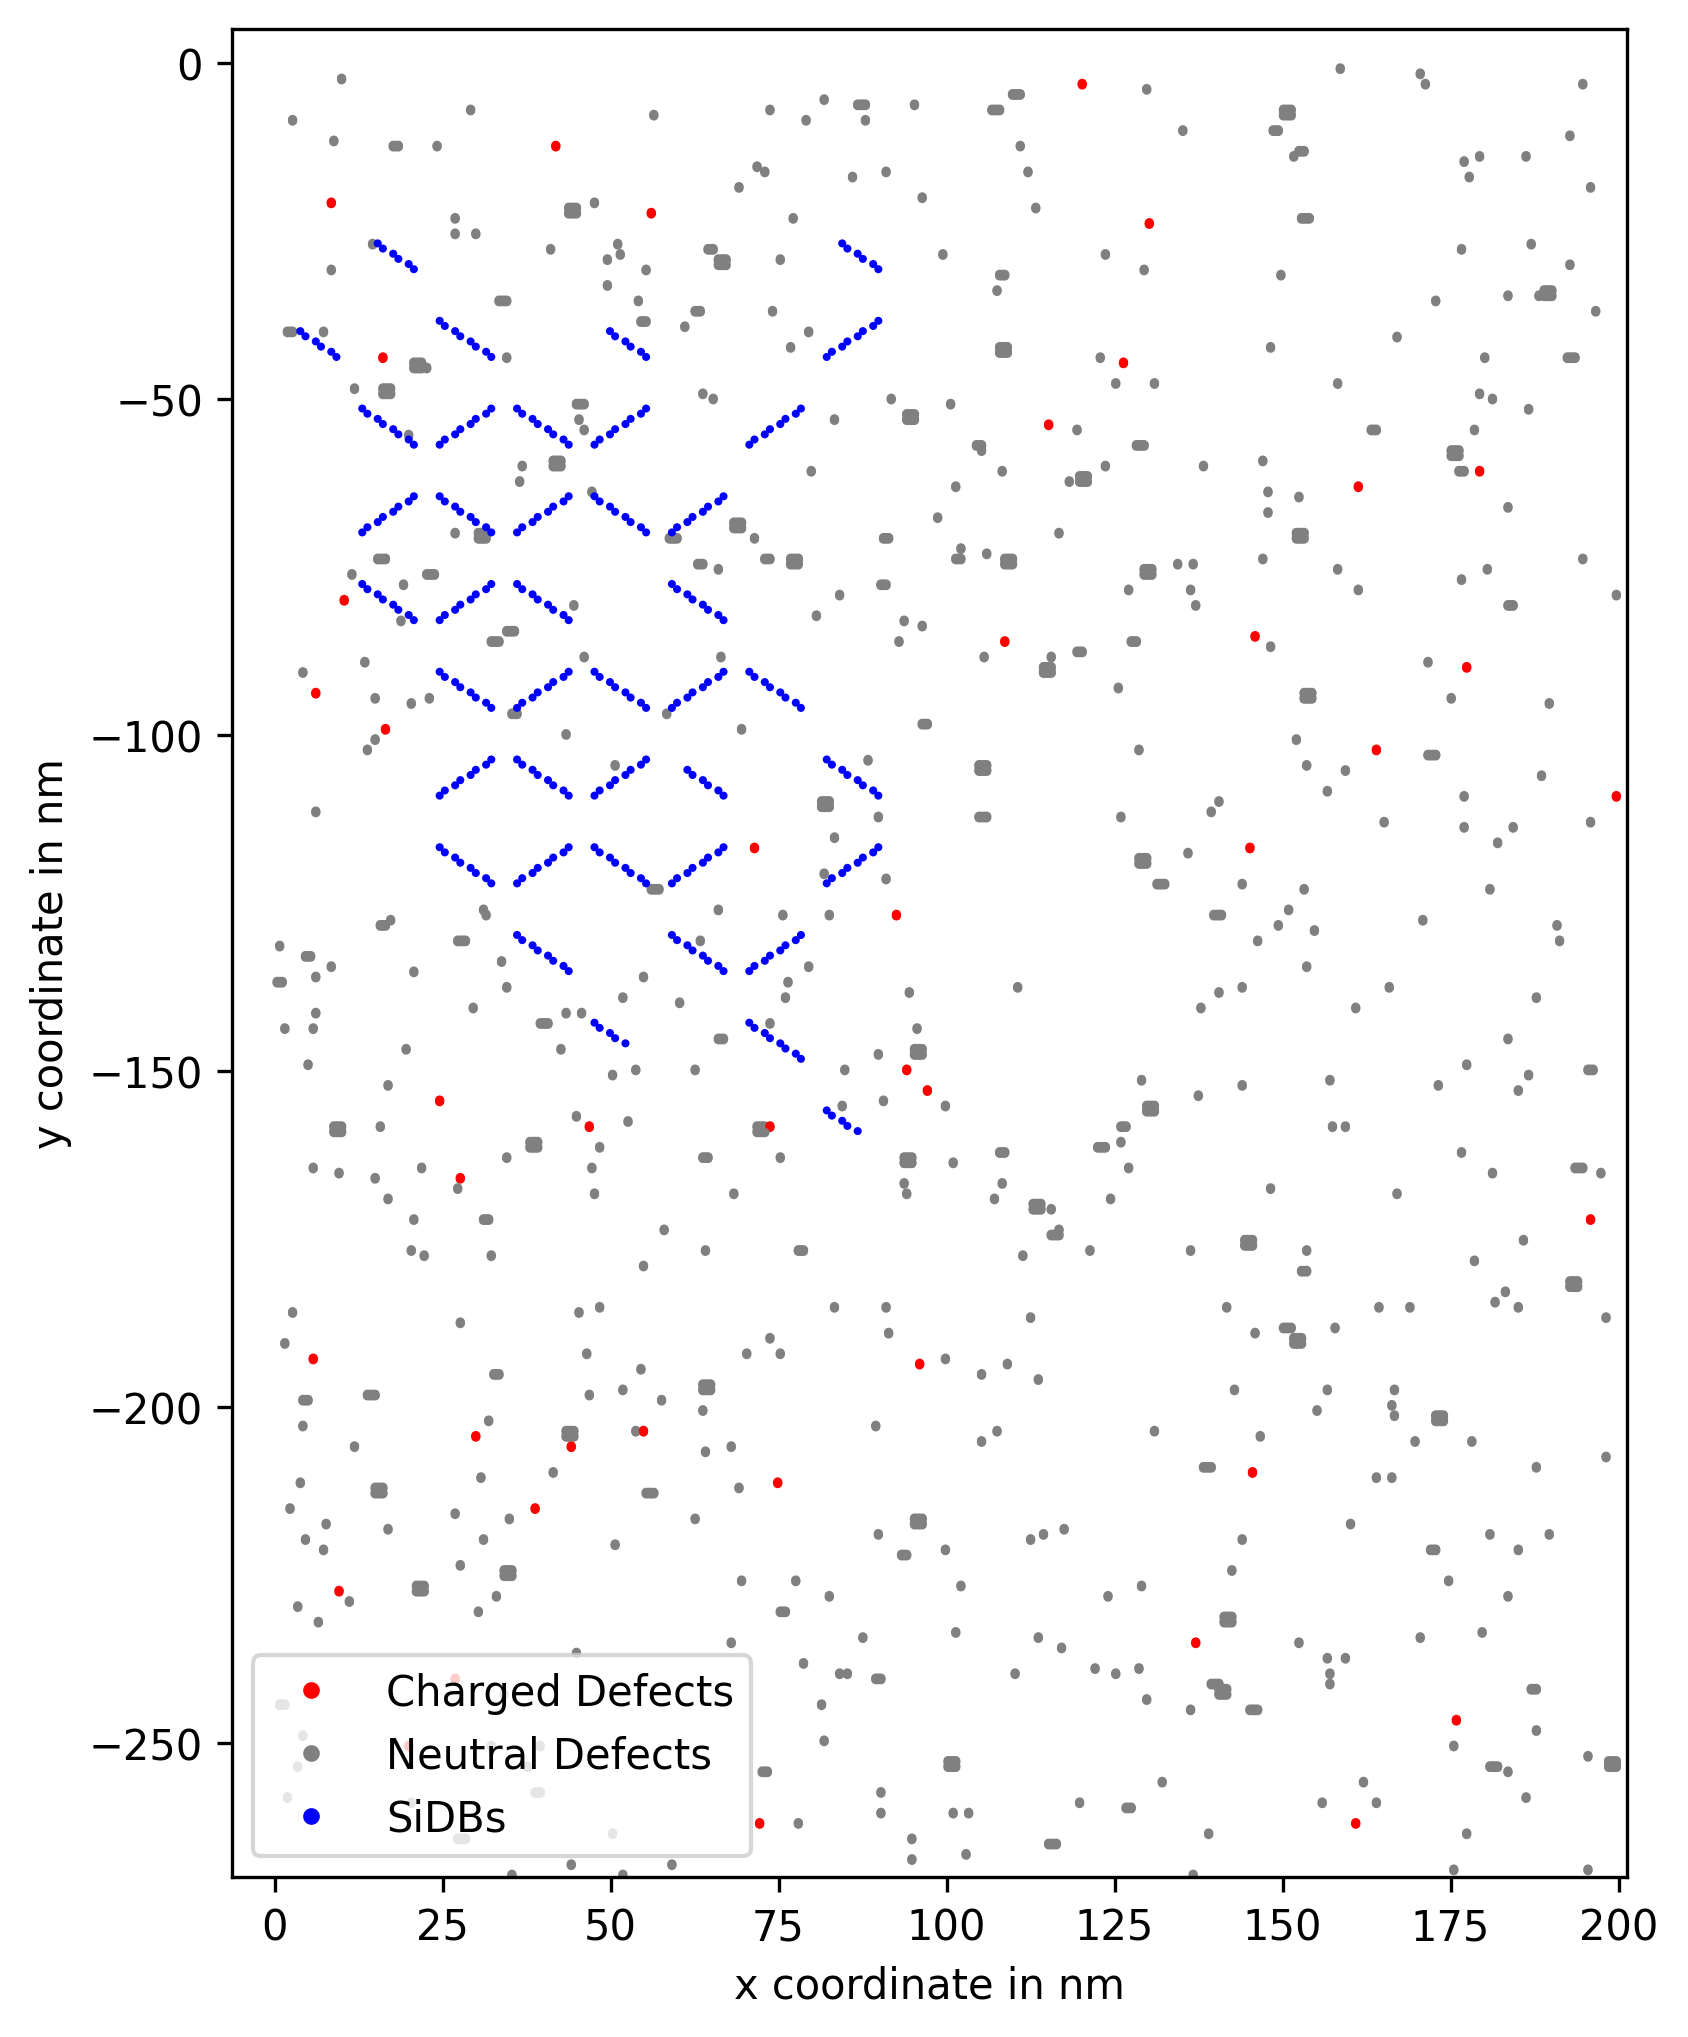 0
−50
−100
−150
−200
−250
y coordinate in nm
Charged Defects
Neutral Defects
SiDBs
0 25 50 75 100 125 150 175 200
x coordinate in nm